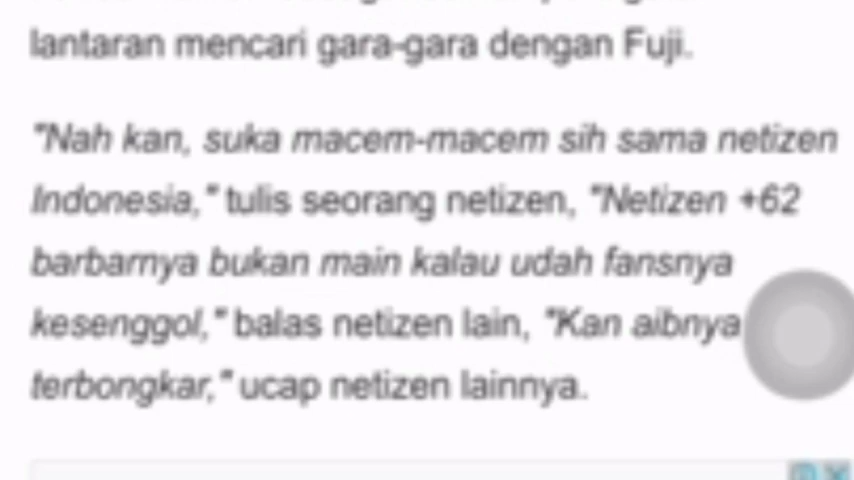 lantaran mencari gara-gara dengan Fuji.
"Nah kan, suka macem-macem sih sama netizen
Indonesia," tulis seorang netizen, "Netizen +62
barbarnya bukan main kalau udah fansnya
kesenggol," balas netizen lain, "Kan aibnya
terbongkar," ucap netizen lainnya.